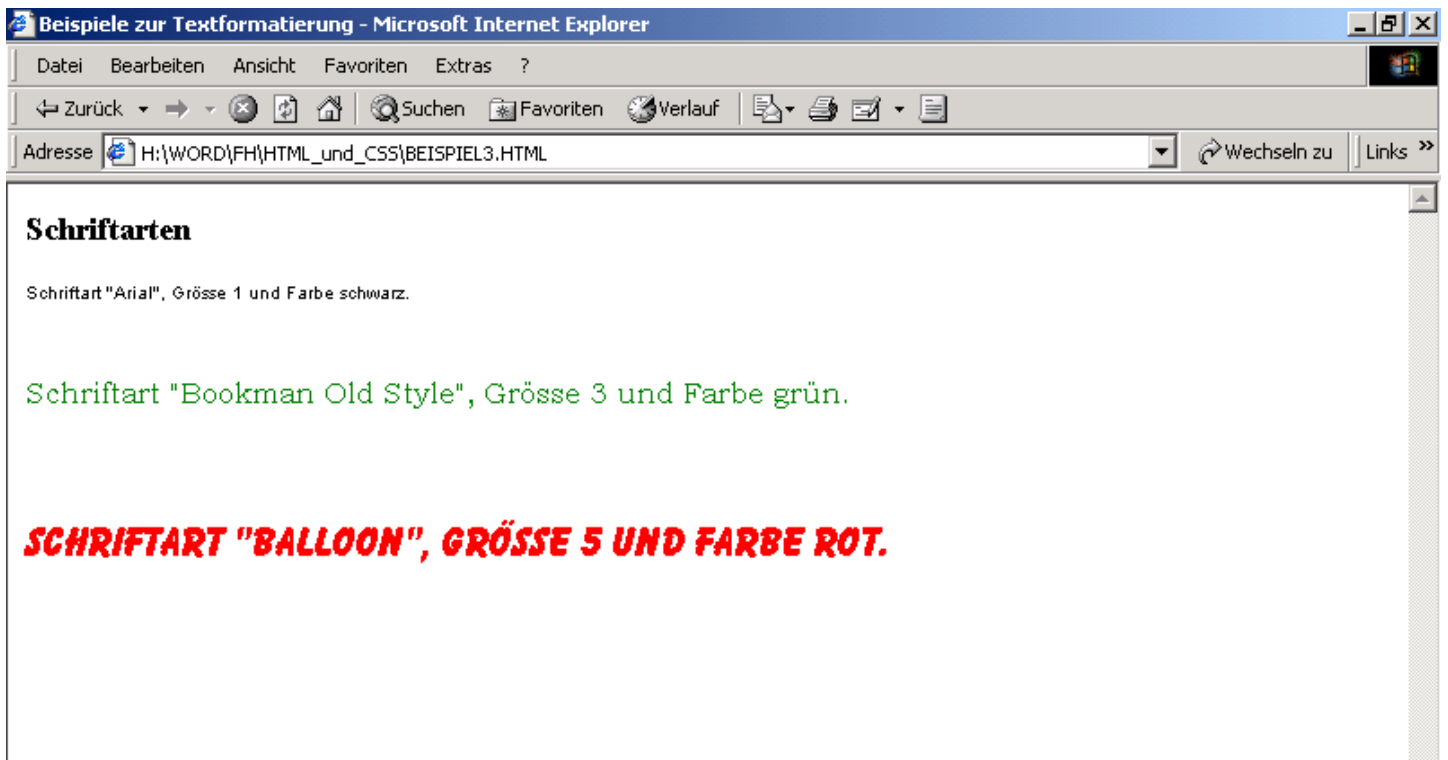 Beispiele zur Textformatierung - Microsoft Internet Explorer
Datei Bearbeiten Ansicht Favoriten Extras ?
Zurück Suchen Favoriten Verlauf
Adresse H:\WORD\FH\HTML_und_CSS\BEISPIEL3.HTML Wechseln zu Links »
Schriftarten
Schriftart "Arial", Grösse 1 und Farbe schwarz.
Schriftart "Bookman Old Style", Grösse 3 und Farbe grün.
SCHRIFTART "BALLOON", GRÖSSE 5 UND FARBE ROT.